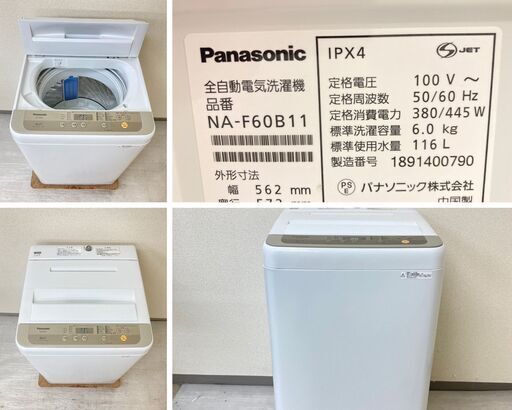 Panasonic
全自動電気洗濯機
品番
NA-F60B11
外形寸法
幅 562 mm
奥行 572 mm
IPX4
JET
定格電圧 100 V ～
定格周波数 50/60 Hz
定格消費電力 380/445 W
標準洗濯容量 6.0 kg
標準使用水量 116 L
製造番号 1891400790
PS
E
パナソニック株式会社
中国製
Panasonic